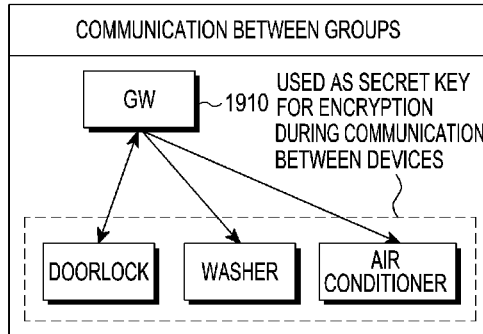 COMMUNICATION BETWEEN GROUPS
GW
1910
USED AS SECRET KEY
FOR ENCRYPTION
DURING COMMUNICATION
BETWEEN DEVICES
DOORLOCK
WASHER
AIR
CONDITIONER